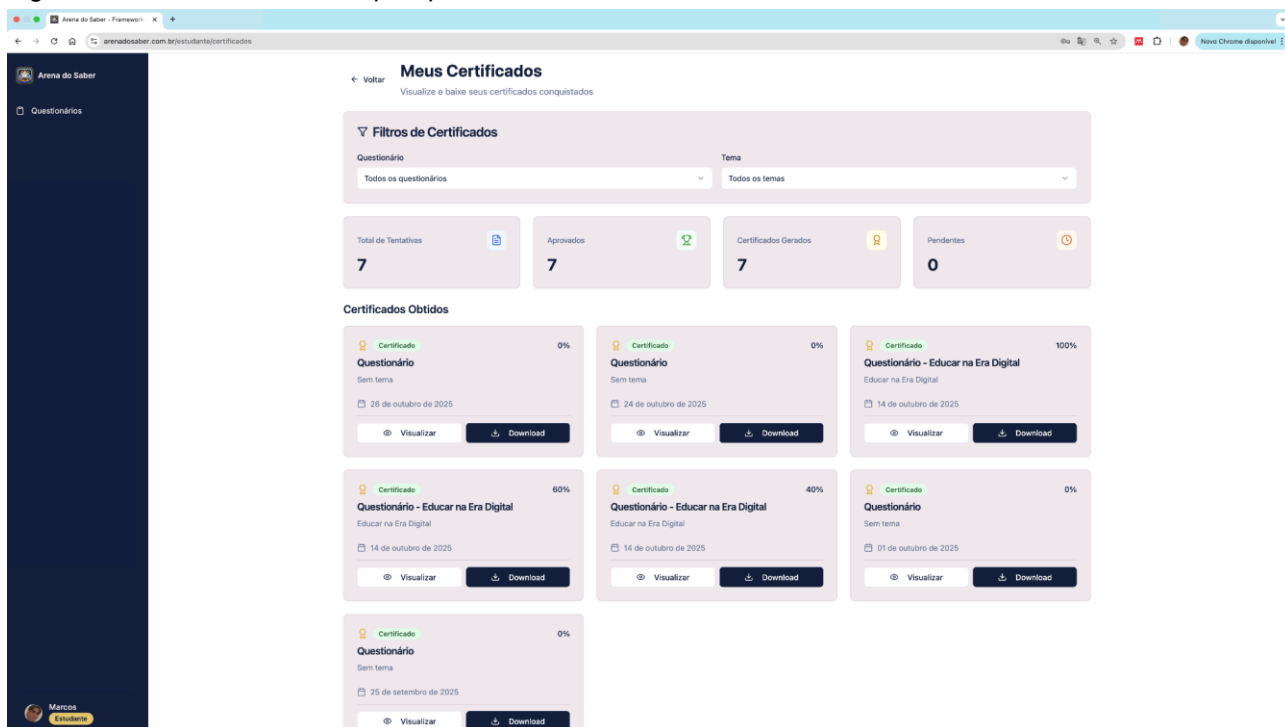 Arena do Saber - Framework
arenadosaber.com.br/estudante/certificados
Novo Chrome disponível
Arena do Saber
Questionários
Voltar
Meus Certificados
Visualize e baixe seus certificados conquistados
Filtros de Certificados
Questionário
Tema
Todos os questionários
Todos os temas
Total de Tentativas
Aprovados
Certificados Gerados
Pendentes
7
7
7
0
Certificados Obtidos
Certificado 0%
Questionário
Sem tema
26 de outubro de 2025
Visualizar Download
Certificado 0%
Questionário
Sem tema
24 de outubro de 2025
Visualizar Download
Certificado 100%
Questionário - Educar na Era Digital
Educar na Era Digital
14 de outubro de 2025
Visualizar Download
Certificado 60%
Questionário - Educar na Era Digital
Educar na Era Digital
14 de outubro de 2025
Visualizar Download
Certificado 40%
Questionário - Educar na Era Digital
Educar na Era Digital
14 de outubro de 2025
Visualizar Download
Certificado 0%
Questionário
Sem tema
01 de outubro de 2025
Visualizar Download
Certificado 0%
Questionário
Sem tema
25 de setembro de 2025
Visualizar Download
Marcos
Estudante